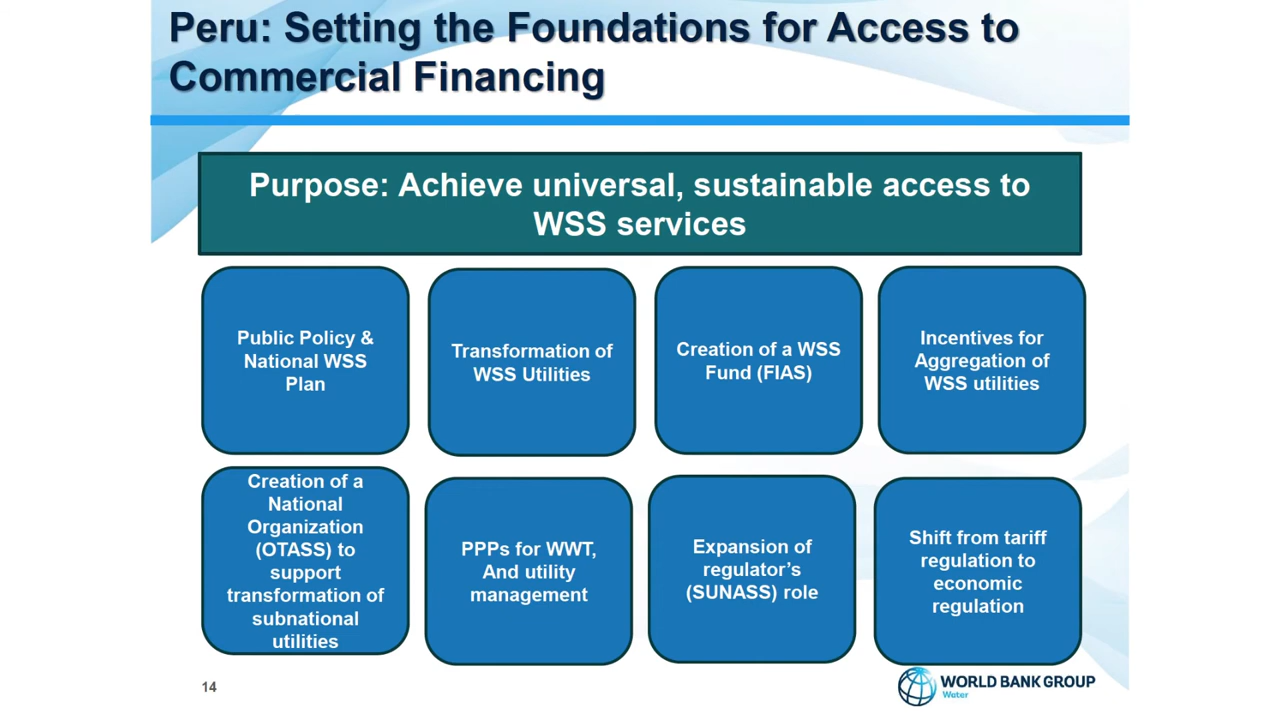 Peru: Setting the Foundations for Access to
Commercial Financing
Purpose: Achieve universal, sustainable access to
WSS services
Public Policy &
National WSS
Plan
Transformation of
WSS Utilities
Creation of a WSS
Fund (FIAS)
Incentives for
Aggregation of
WSS utilities
Creation of a
National
Organization
(OTASS) to
support
transformation of
subnational
utilities
PPPs for WWT,
And utility
management
Expansion of
regulator’s
(SUNASS) role
Shift from tariff
regulation to
economic
regulation
14
WORLD BANK GROUP
Water